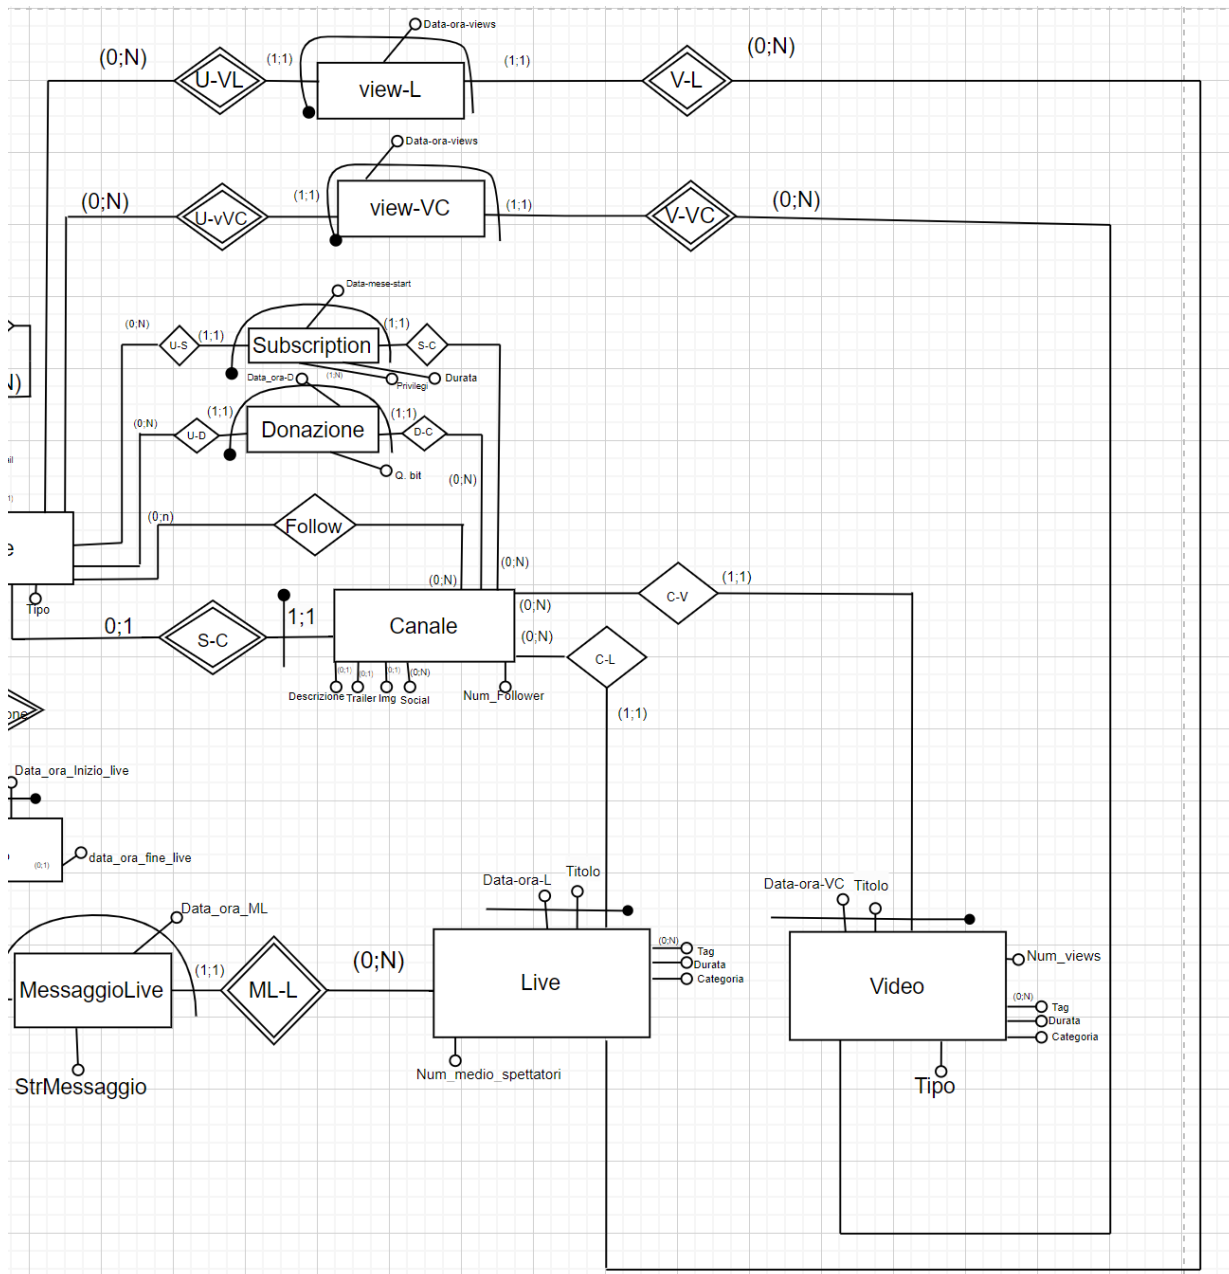 Data-ora-views
(0;N)
U-VL
(1;1)
view-L
(1;1)
V-L
(0;N)
Data-ora-views
(0;N)
U-vVC
(1;1)
view-VC
(1;1)
V-VC
(0;N)
Data-mese-start
(0;N)
U-S
(1;1)
Subscription
(1;1)
S-C
Data_ora-D
(1;N)
Privilegi
Durata
(0;N)
U-D
(1;1)
Donazione
(1;1)
D-C
Q. bit
(0;N)
(0;n)
Follow
(0;N)
(0;N)
e
Tipo
0;1
S-C
1;1
Canale
(0;N)
C-V
(1;1)
(0;N)
C-L
(1;1)
(0;1)
(0;1)
(0;1)
(0;N)
Descrizione
Trailer
Img
Social
Num_Follower
one
Data_ora_Inizio_live
(0;1)
data_ora_fine_live
Data_ora_ML
MessaggioLive
(1;1)
ML-L
(0;N)
StrMessaggio
Data-ora-L
Titolo
Live
(0;N)
Tag
Durata
Categoria
Num_medio_spettatori
Data-ora-VC
Titolo
Video
Num_views
(0;N)
Tag
Durata
Categoria
Tipo